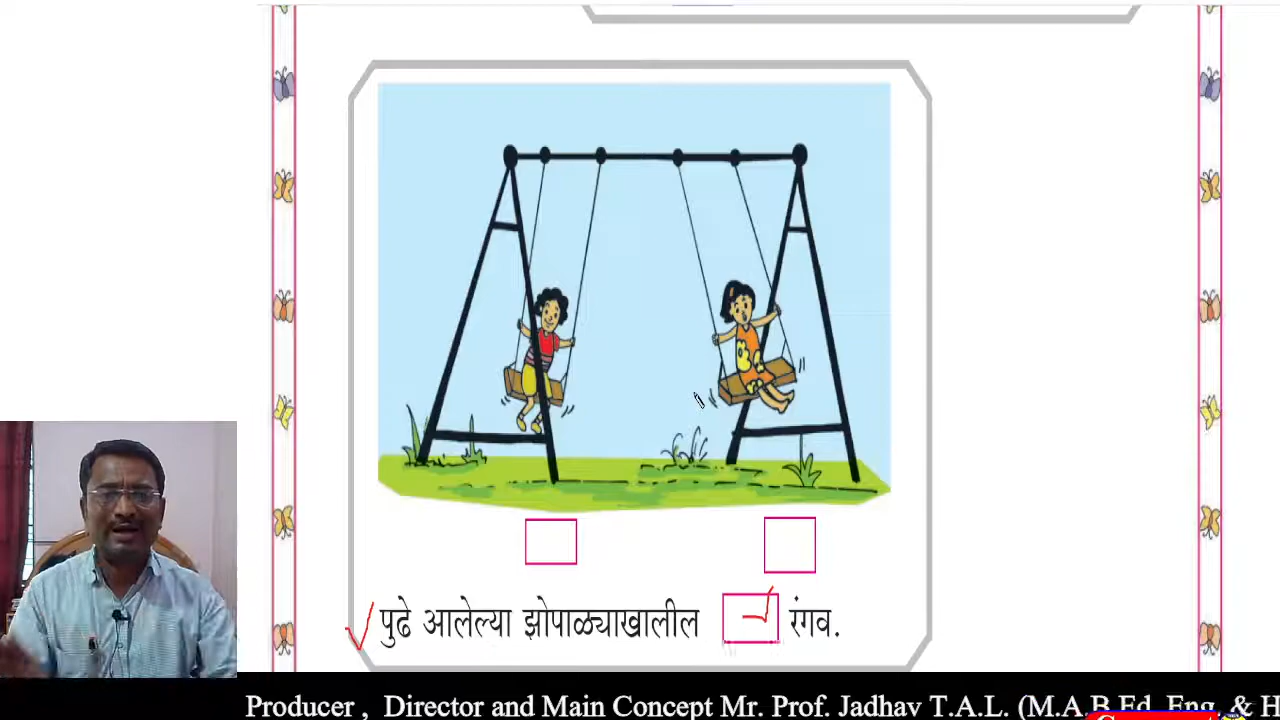 पुढे आलेल्या झोपाळ्याखालील रंगव.
Producer , Director and Main Concept Mr. Prof. Jadhav T.A.L. (M.A.B.Ed. Eng. & H